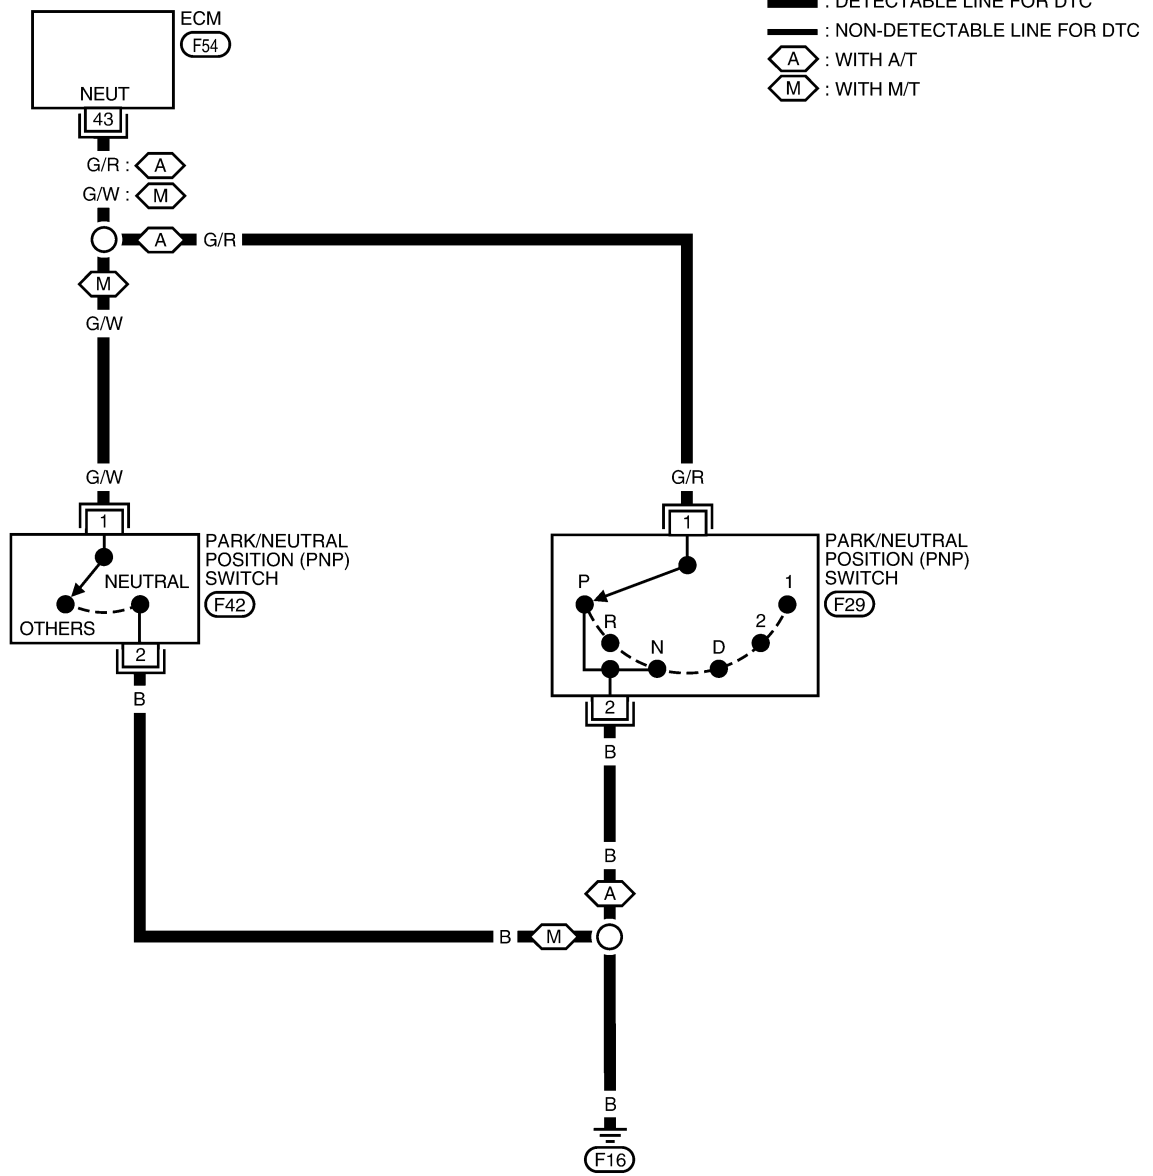 : DETECTABLE LINE FOR DTC
: NON-DETECTABLE LINE FOR DTC
A : WITH A/T
M : WITH M/T
ECM
F54
NEUT
43
G/R : A
G/W : M
A G/R
M
G/W
G/W
G/R
1
1
PARK/NEUTRAL
POSITION (PNP)
SWITCH
F42
NEUTRAL
OTHERS
2
B
PARK/NEUTRAL
POSITION (PNP)
SWITCH
F29
P
R
N
D
2
1
2
B
B
A
B M
B
F16